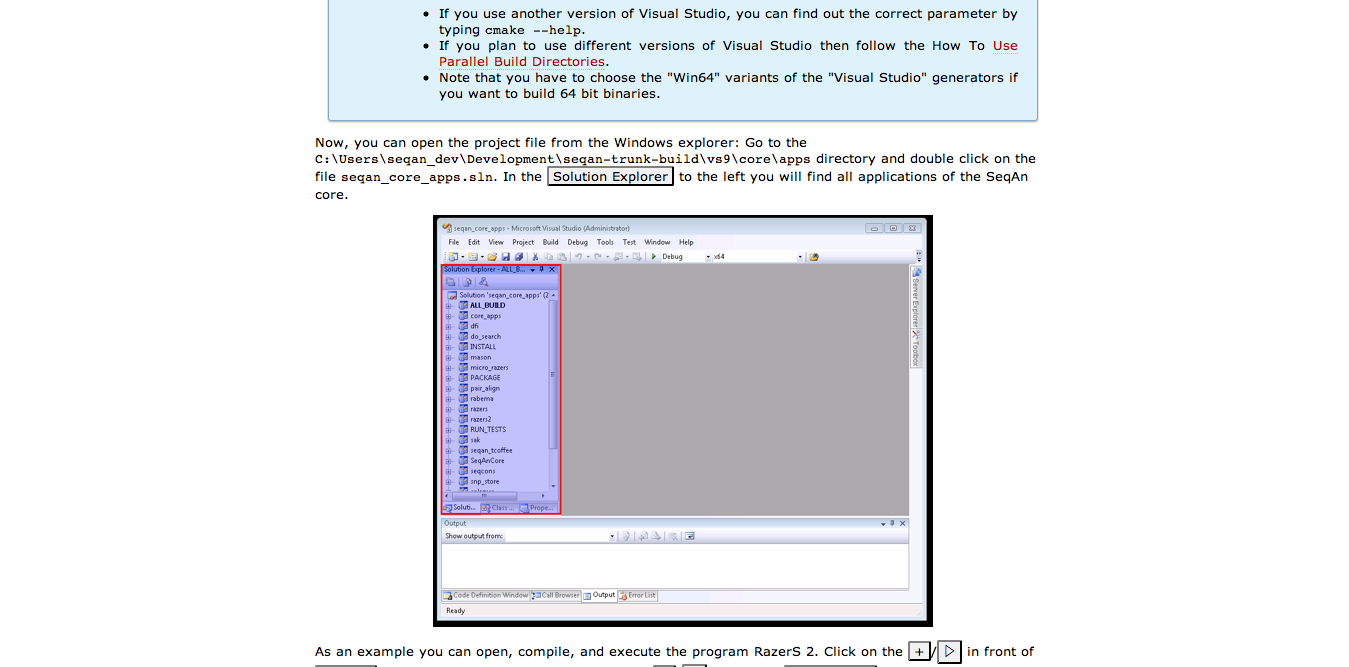 • If you use another version of Visual Studio, you can find out the correct parameter by
typing cmake --help.
• If you plan to use different versions of Visual Studio then follow the How To Use
Parallel Build Directories.
• Note that you have to choose the "Win64" variants of the "Visual Studio" generators if
you want to build 64 bit binaries.
Now, you can open the project file from the Windows explorer: Go to the
C:\Users\seqan_dev\Development\seqan-trunk-build\vs9\core\apps directory and double click on the
file seqan_core_apps.sln. In the Solution Explorer to the left you will find all applications of the SeqAn
core.
seqan_core_apps - Microsoft Visual Studio (Administrator)
File Edit View Project Build Debug Tools Test Window Help
Debug x64
Solution Explorer - ALL_B...
Solution 'seqan_core_apps' (2
ALL_BUILD
core_apps
dfi
do_search
INSTALL
mason
micro_razers
PACKAGE
pair_align
rabema
razers
razers2
RUN_TESTS
sak
seqan_tcoffee
SeqAnCore
seqcons
snp_store
Soluti... Class ... Prope...
Server Explorer
Toolbox
Output
Show output from:
Code Definition Window Call Browser Output Error List
Ready
As an example you can open, compile, and execute the program RazerS 2. Click on the +/▷ in front of